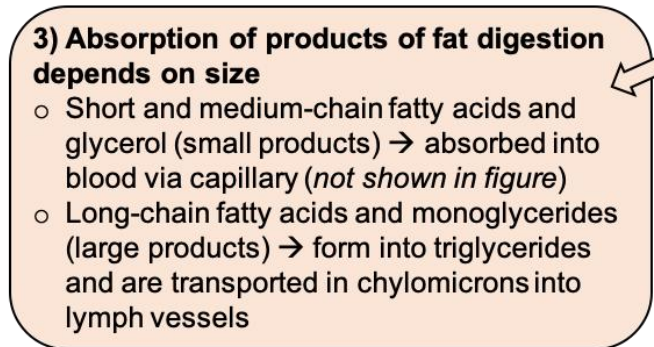 3) Absorption of products of fat digestion
depends on size
o Short and medium-chain fatty acids and
glycerol (small products) → absorbed into
blood via capillary (not shown in figure)
o Long-chain fatty acids and monoglycerides
(large products) → form into triglycerides
and are transported in chylomicrons into
lymph vessels